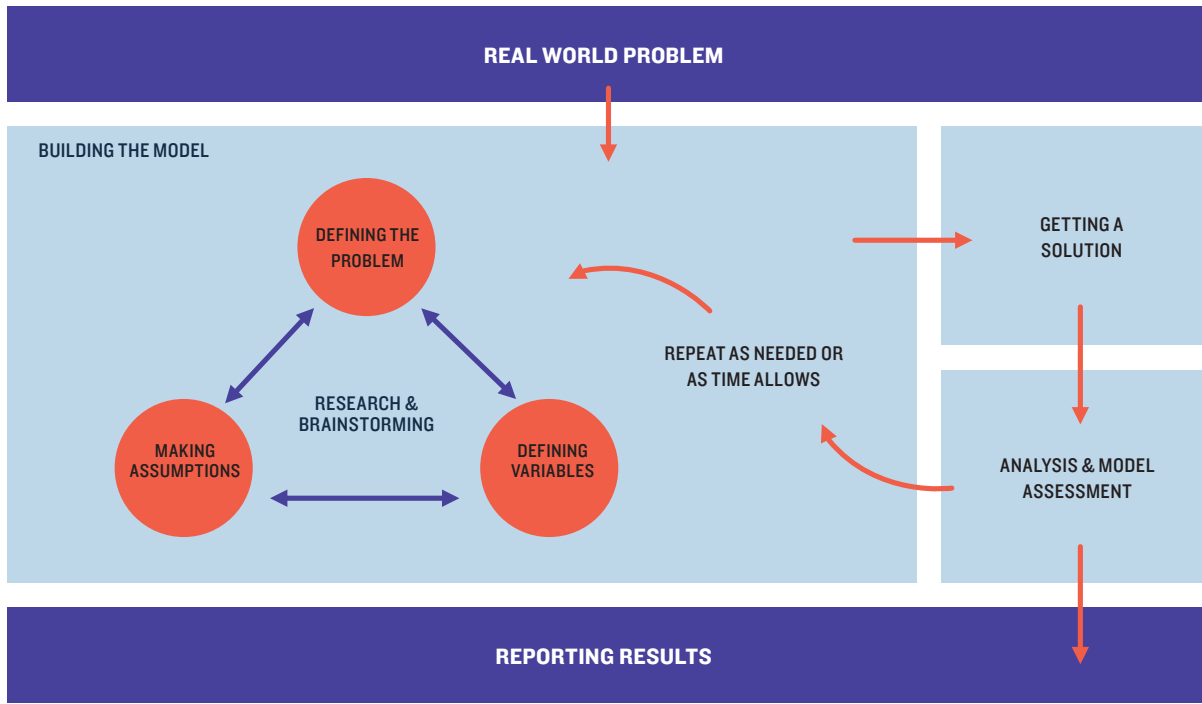 REAL WORLD PROBLEM
BUILDING THE MODEL
DEFINING THE
PROBLEM
MAKING
ASSUMPTIONS
RESEARCH &
BRAINSTORMING
DEFINING
VARIABLES
REPEAT AS NEEDED OR
AS TIME ALLOWS
GETTING A
SOLUTION
ANALYSIS & MODEL
ASSESSMENT
REPORTING RESULTS